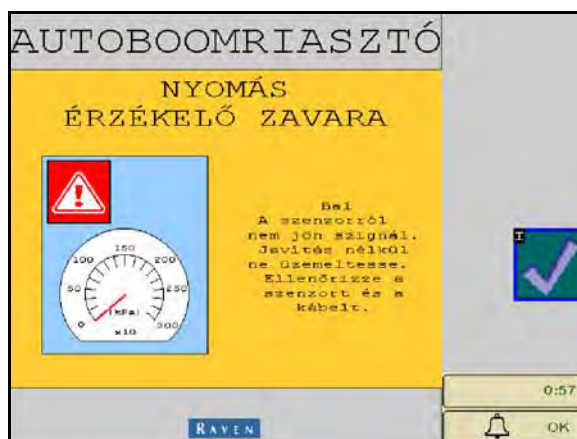 AUTOBOOMRIASZTÓ
NYOMÁS
ÉRZÉKELŐ ZAVARA
Bal
A szenzorról
nem jön szignál.
Javítás nélkül
ne üzemeltesse.
Ellenőrizze a
szenzort és a
kábelt.
150
100 200
50 250
(kPa)
0 300
x10
I
0:57
RAVEN
OK